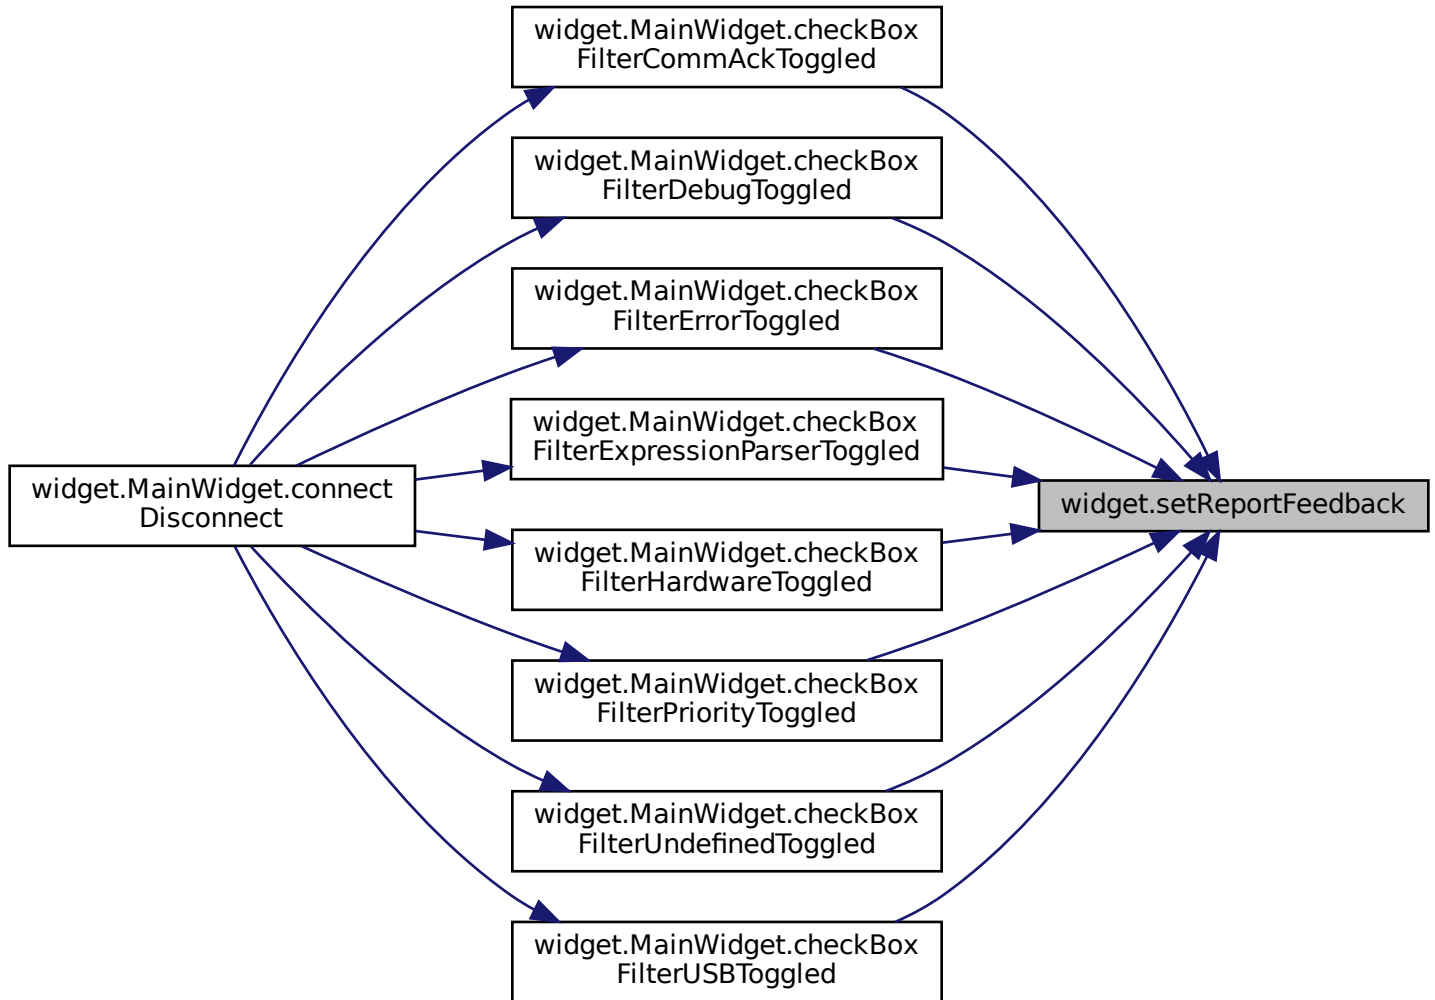 widget.MainWidget.checkBox
FilterCommAckToggled
widget.MainWidget.checkBox
FilterDebugToggled
widget.MainWidget.checkBox
FilterErrorToggled
widget.MainWidget.checkBox
FilterExpressionParserToggled
widget.MainWidget.connect
Disconnect
widget.setReportFeedback
widget.MainWidget.checkBox
FilterHardwareToggled
widget.MainWidget.checkBox
FilterPriorityToggled
widget.MainWidget.checkBox
FilterUndefinedToggled
widget.MainWidget.checkBox
FilterUSBToggled